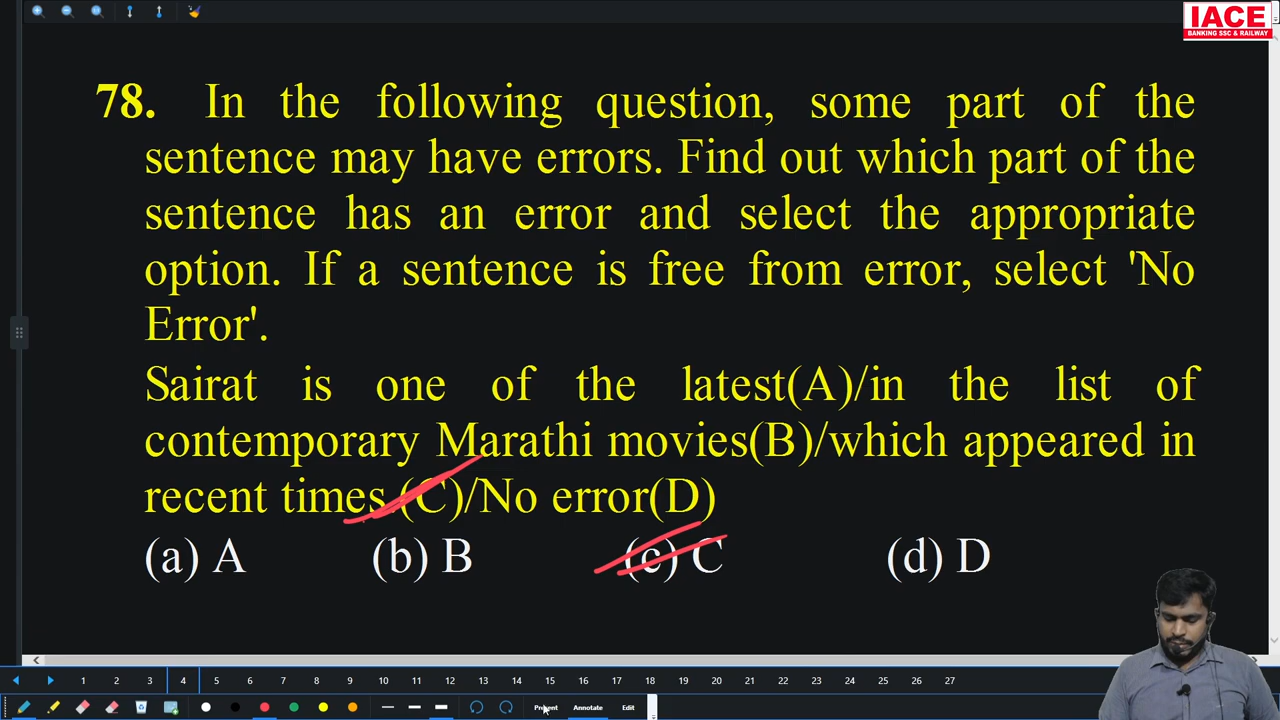 IACE
BANKING SSC & RAILWAY
78. In the following question, some part of the
sentence may have errors. Find out which part of the
sentence has an error and select the appropriate
option. If a sentence is free from error, select 'No
Error'.
Sairat is one of the latest(A)/in the list of
contemporary Marathi movies(B)/which appeared in
recent times.(C)/No error(D)
(a) A (b) B (c) C (d) D
1 2 3 4 5 6 7 8 9 10 11 12 13 14 15 16 17 18 19 20 21 22 23 24 25 26 27
Present Annotate Edit